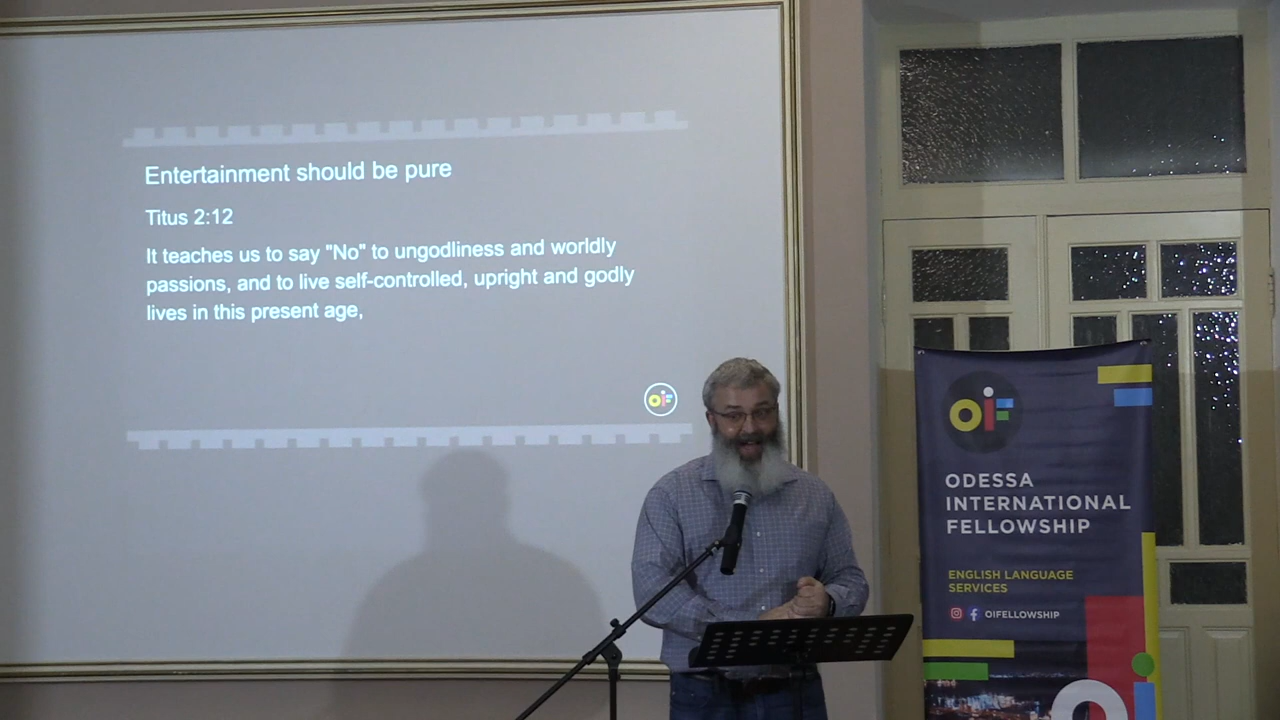 Entertainment should be pure
Titus 2:12
It teaches us to say "No" to ungodliness and worldly
passions, and to live self-controlled, upright and godly
lives in this present age,
OiF
OiF
ODESSA
INTERNATIONAL
FELLOWSHIP
ENGLISH LANGUAGE
SERVICES
OIFELLOWSHIP
Oi